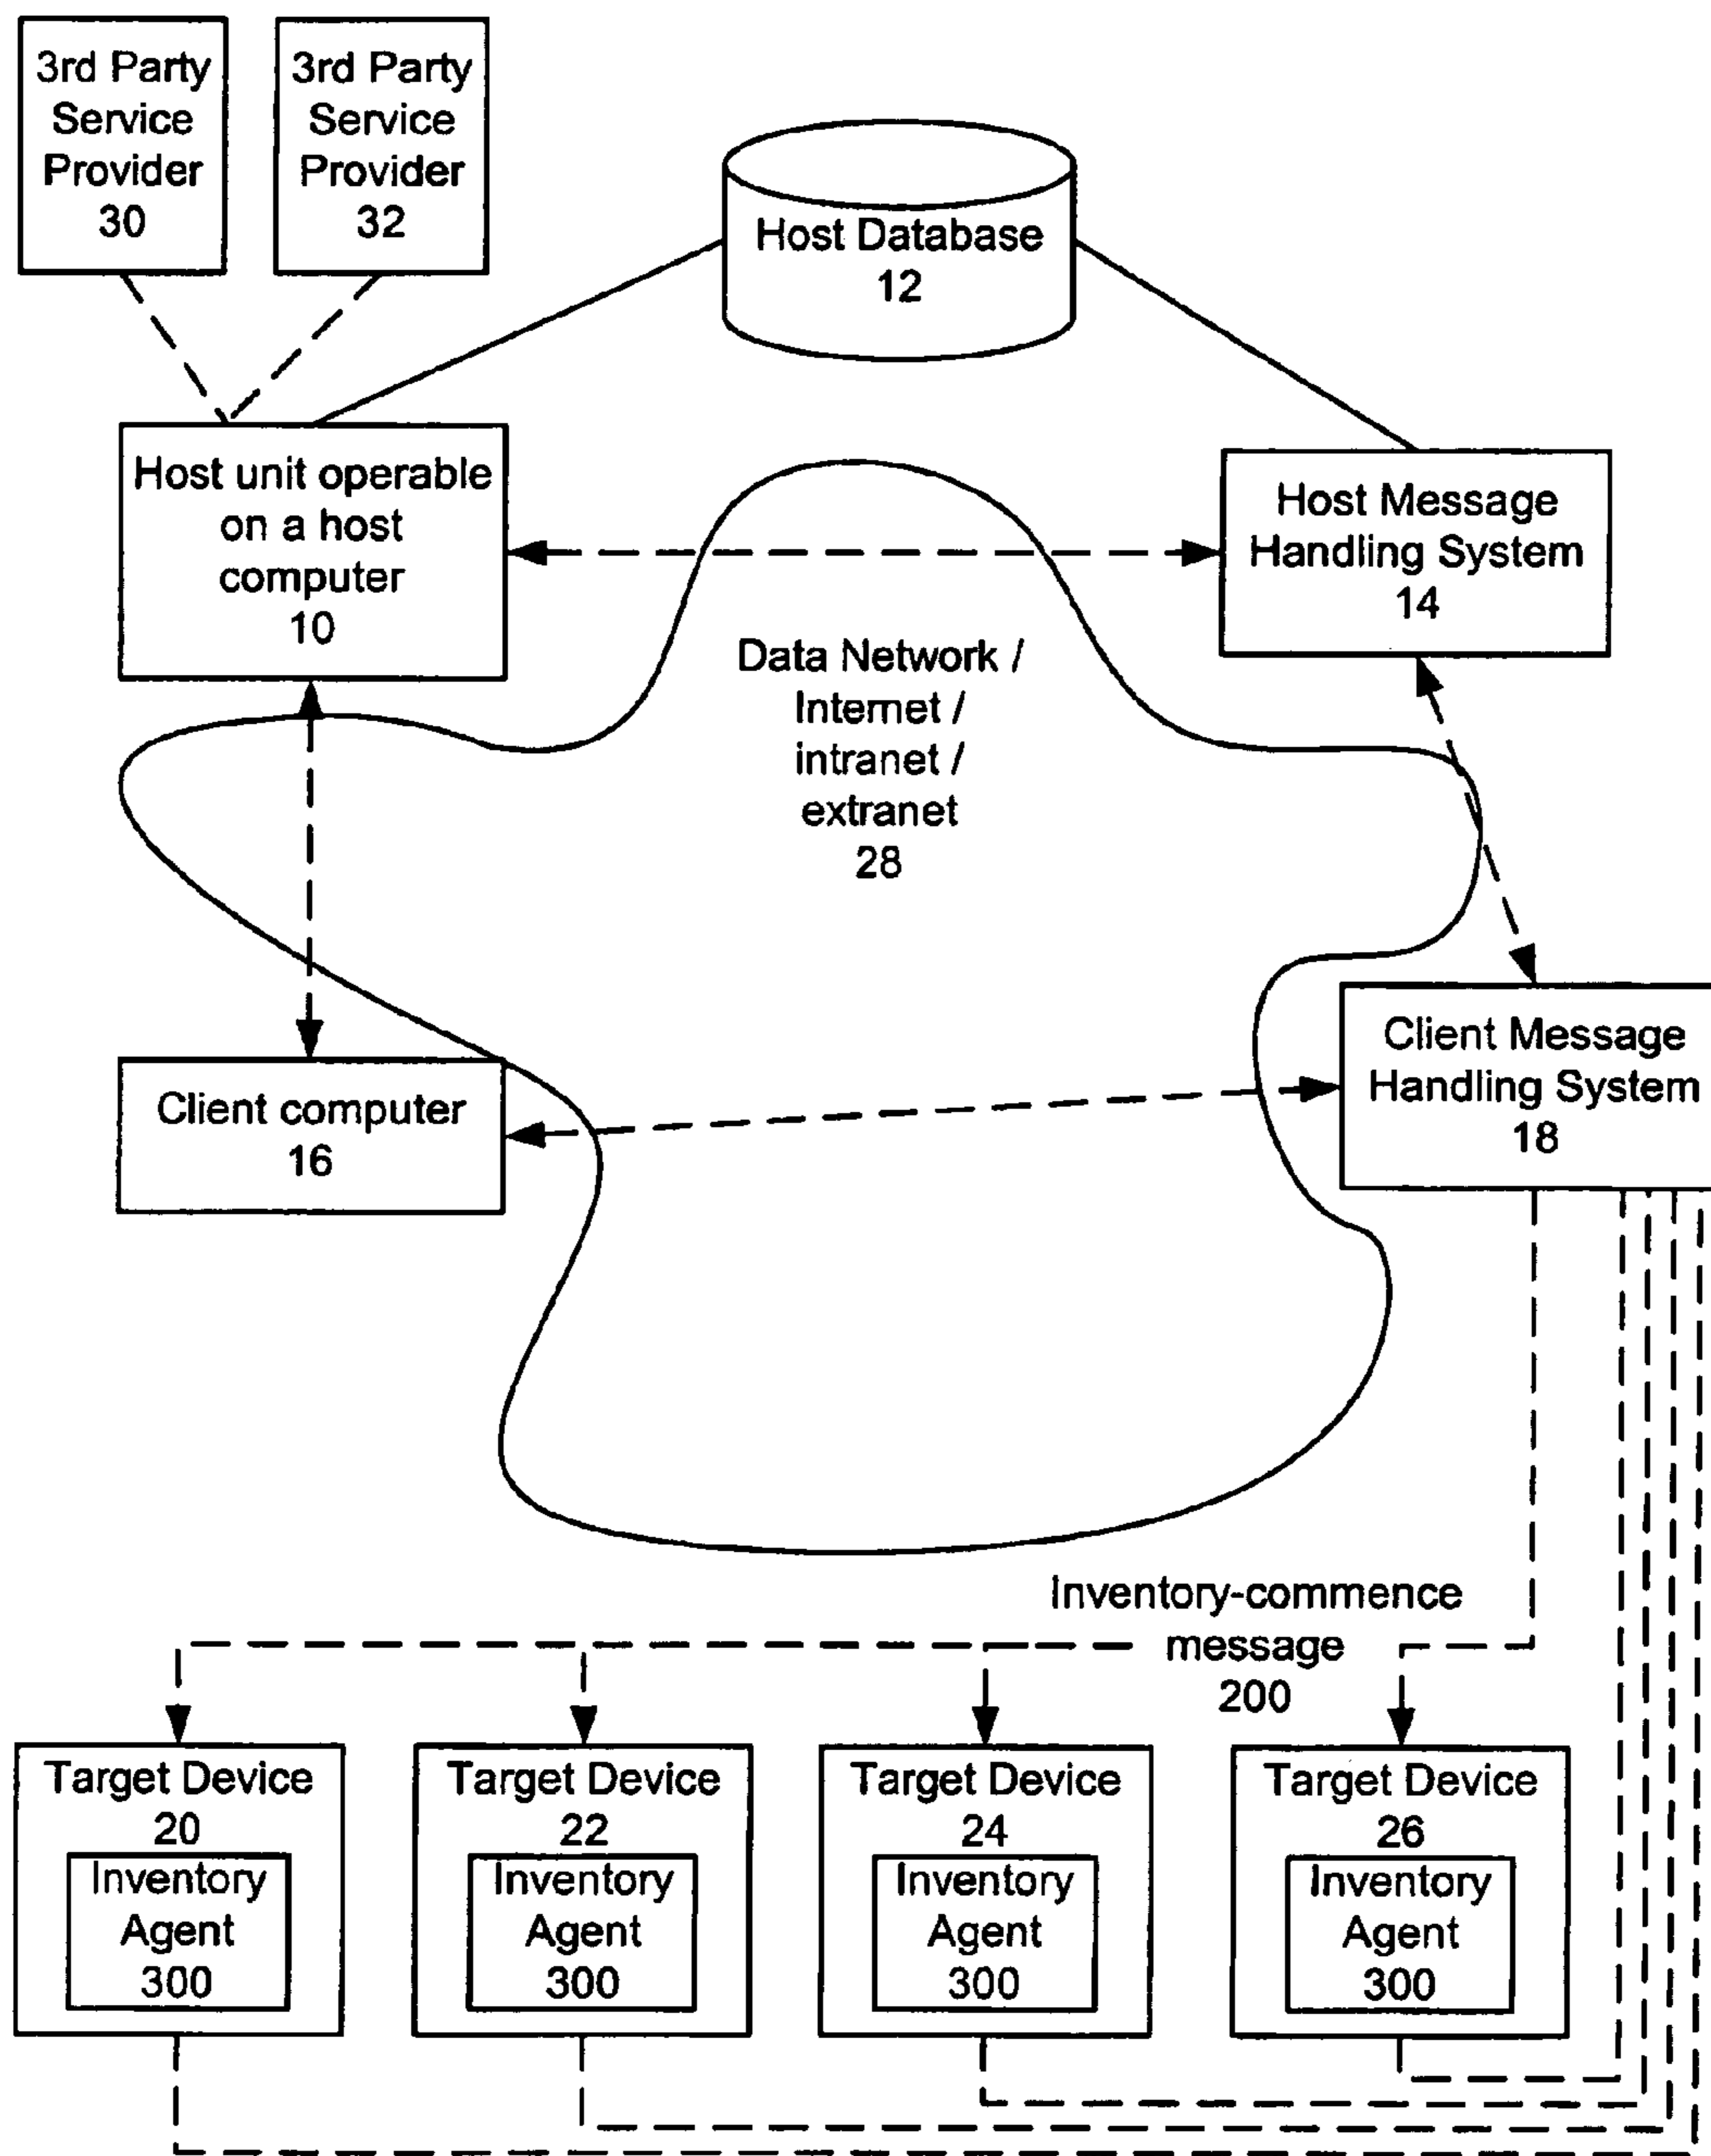 3rd Party
Service
Provider
30
3rd Party
Service
Provider
32
Host Database
12
Host unit operable
on a host
computer
10
Host Message
Handling System
14
Data Network /
Internet /
intranet /
extranet
28
Client computer
16
Client Message
Handling System
18
Inventory-commence
message
200
Target Device
20
Inventory
Agent
300
Target Device
22
Inventory
Agent
300
Target Device
24
Inventory
Agent
300
Target Device
26
Inventory
Agent
300